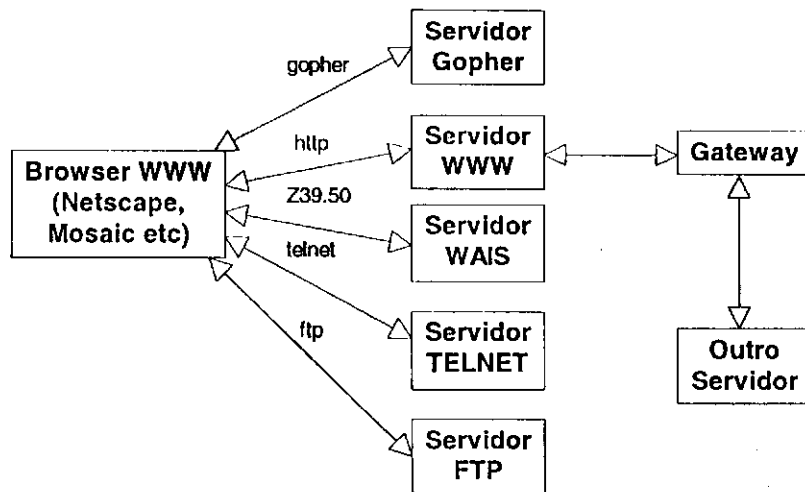 Servidor
Gopher
gopher
http
Servidor
WWW
Gateway
Browser WWW
(Netscape,
Mosaic etc)
Z39.50
Servidor
WAIS
telnet
ftp
Servidor
TELNET
Outro
Servidor
Servidor
FTP